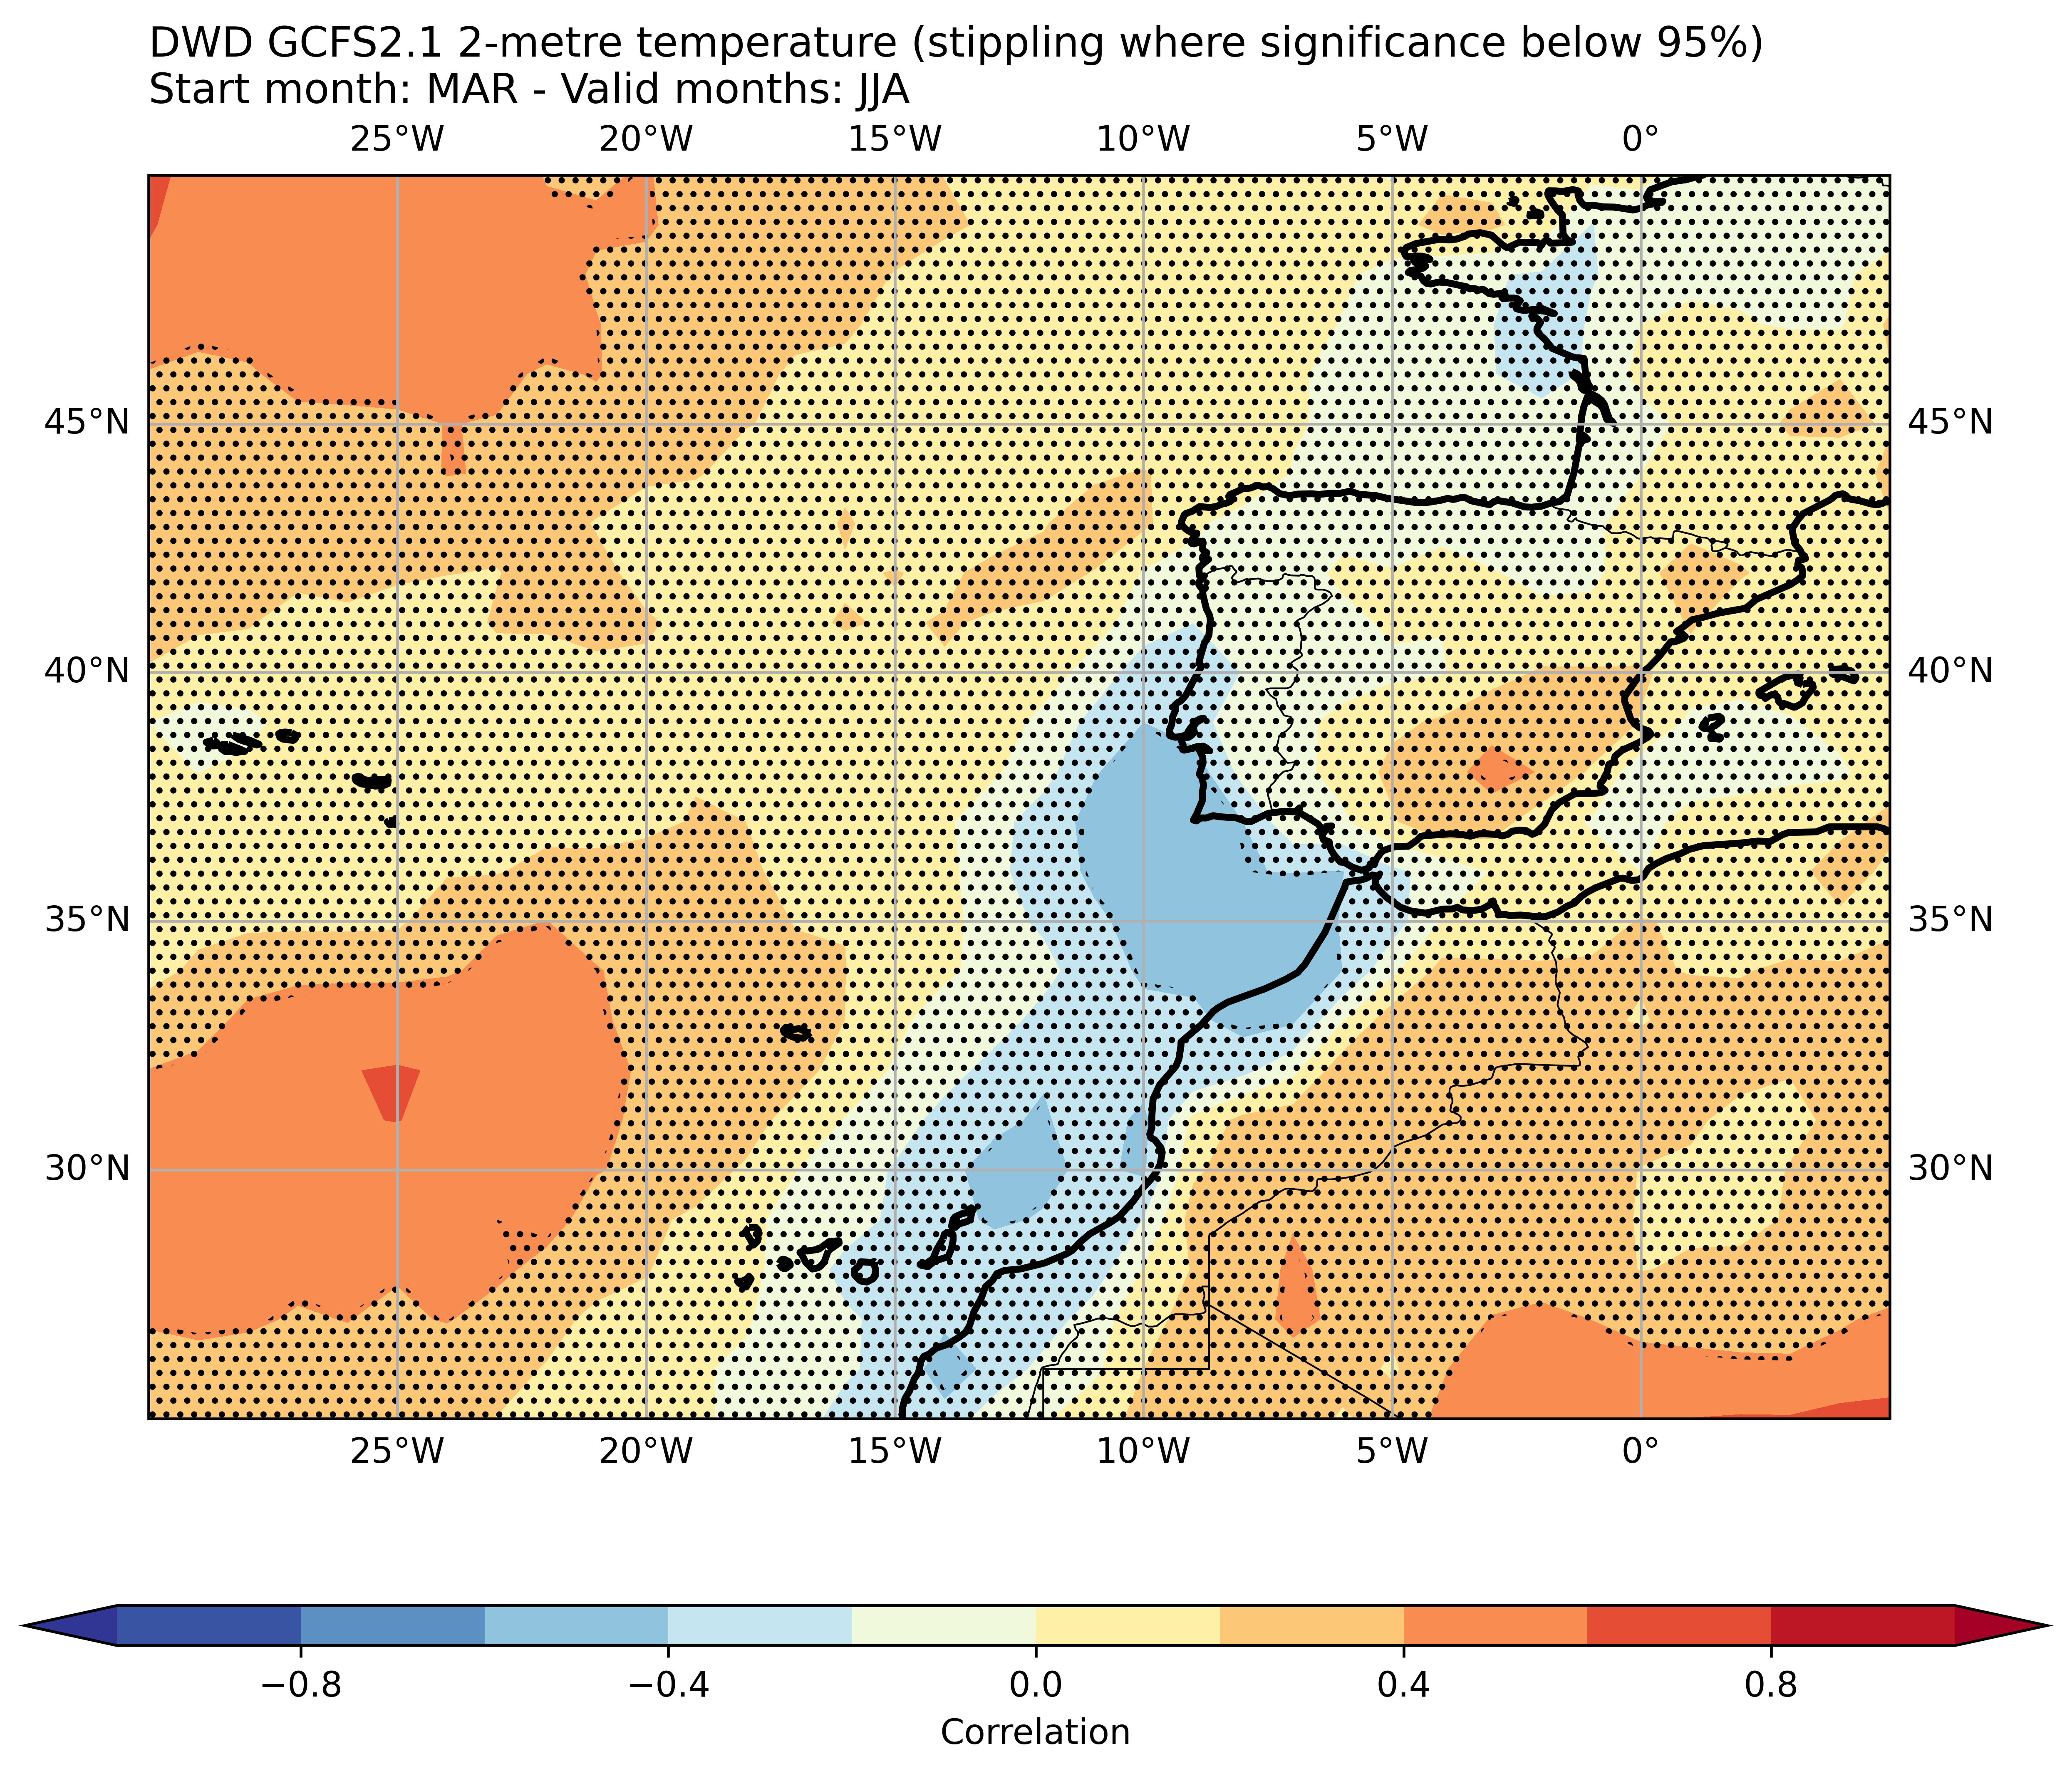 DWD GCFS2.1 2-metre temperature (stippling where significance below 95%)
Start month: MAR - Valid months: JJA
25°W 20°W 15°W 10°W 5°W 0°
45°N 45°N
40°N 40°N
35°N 35°N
30°N 30°N
25°W 20°W 15°W 10°W 5°W 0°
−0.8 −0.4 0.0 0.4 0.8
Correlation